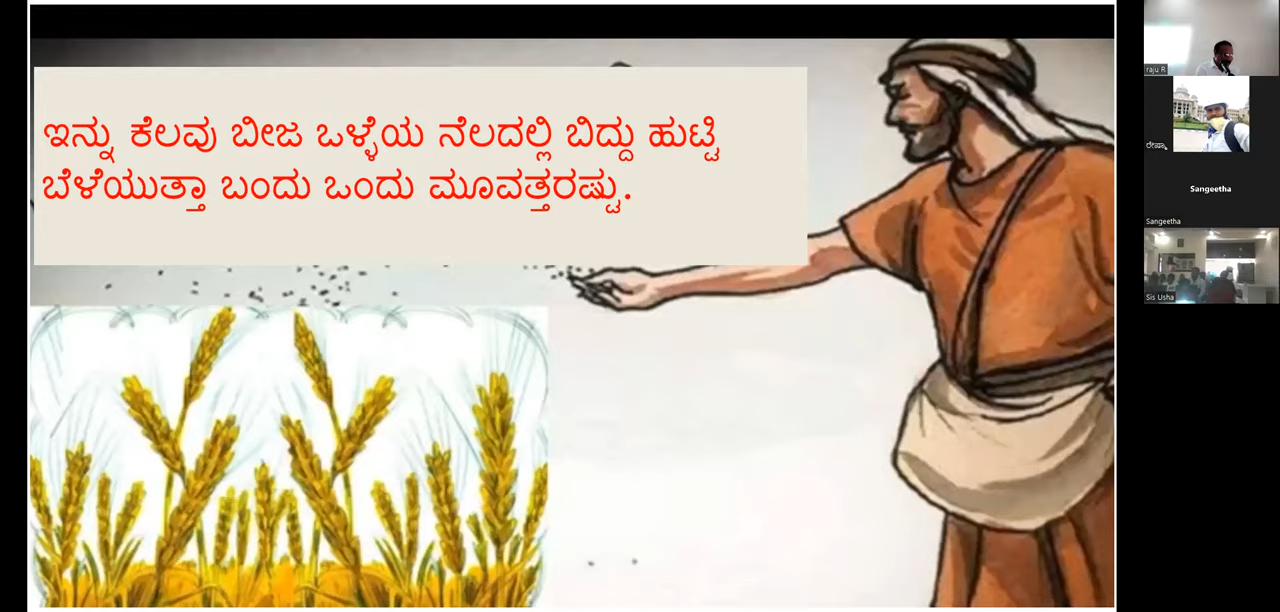 ಇನ್ನು ಕೆಲವು ಬೀಜ ಒಳ್ಳೆಯ ನೆಲದಲ್ಲಿ ಬಿದ್ದು ಹುಟ್ಟಿ
ಬೆಳೆಯುತ್ತಾ ಬಂದು ಒಂದು ಮೂವತ್ತರಷ್ಟು.
raju R
Sangeetha
Sangeetha
Sis Usha